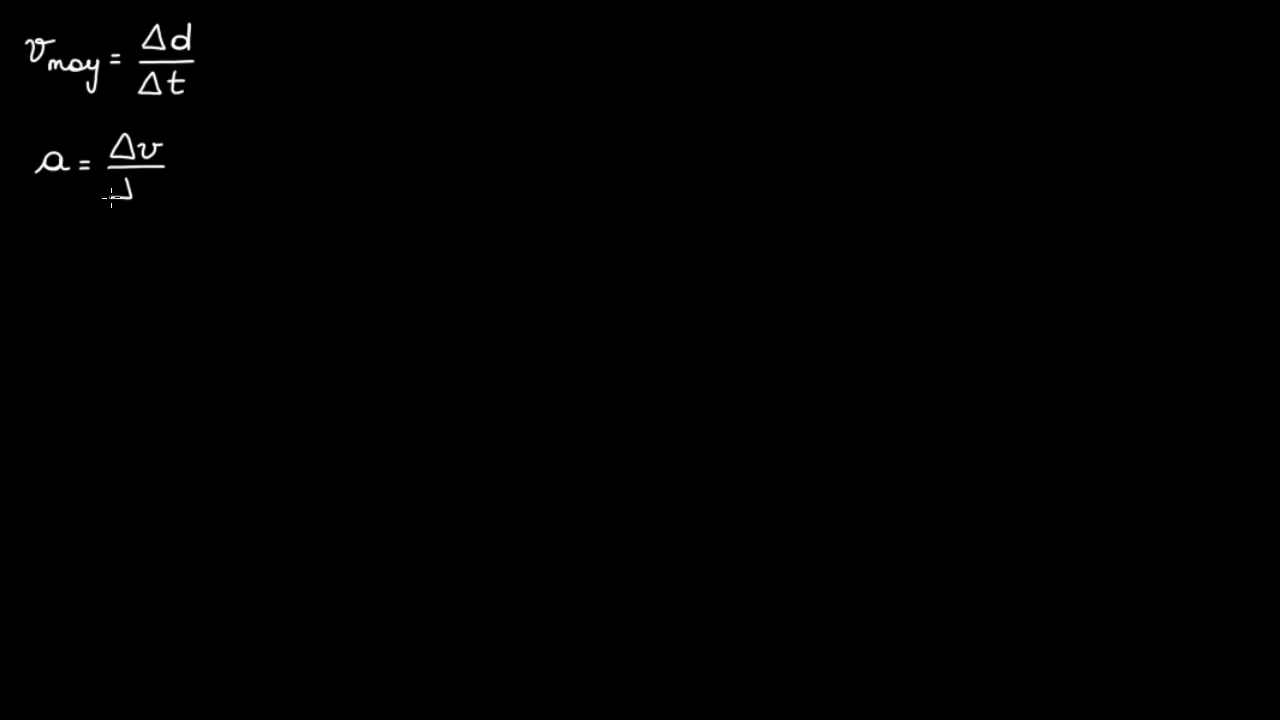 v_moy = Δd/Δt
a = Δv/